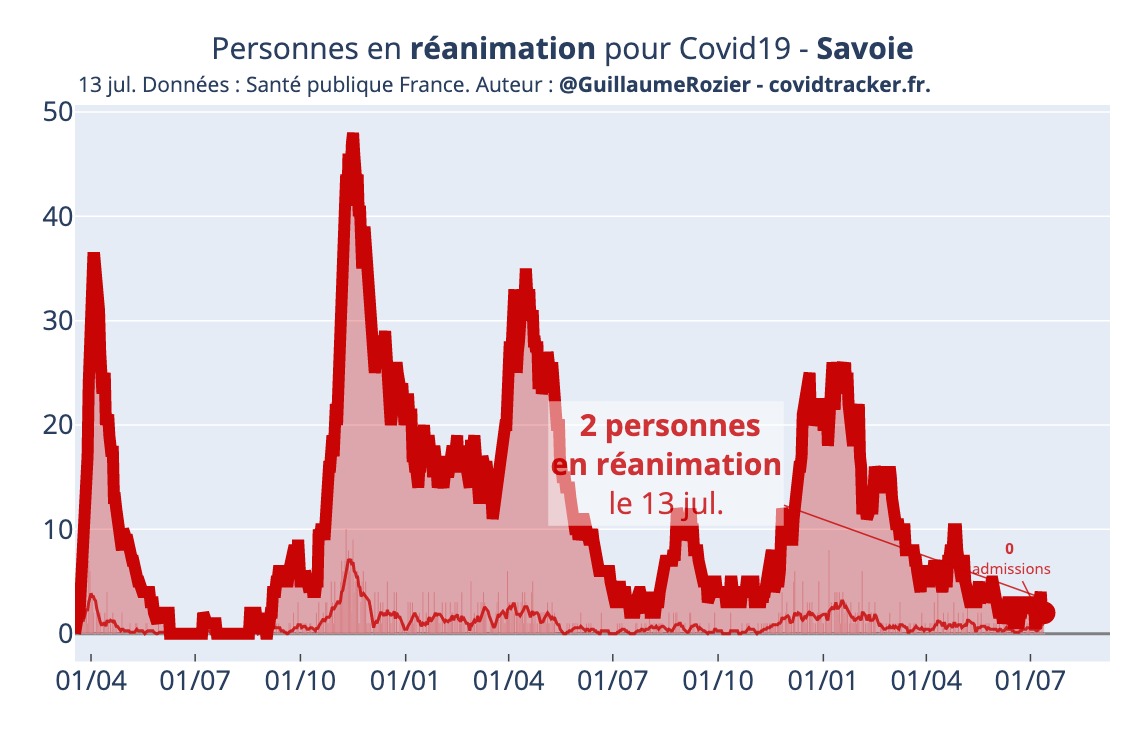 Personnes en réanimation pour Covid19 - Savoie
13 jul. Données : Santé publique France. Auteur : @GuillaumeRozier - covidtracker.fr.
50
40
30
20
10
0
2 personnes
en réanimation
le 13 jul.
0
admissions
01/04 01/07 01/10 01/01 01/04 01/07 01/10 01/01 01/04 01/07